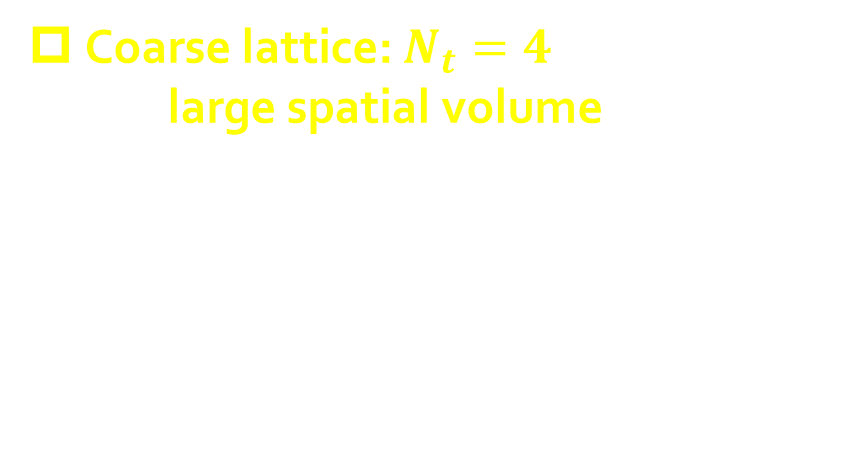 ❑ Coarse lattice: Nₜ = 4
large spatial volume